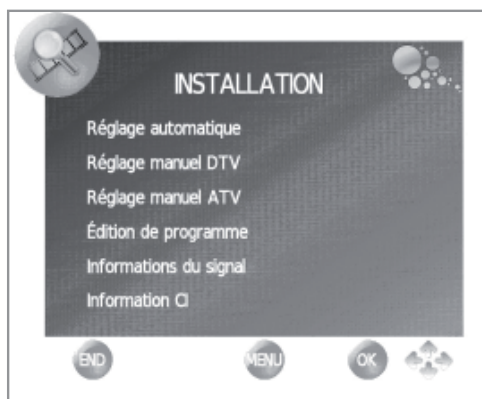 INSTALLATION
Réglage automatique
Réglage manuel DTV
Réglage manuel ATV
Édition de programme
Informations du signal
Information CI
END MENU OK